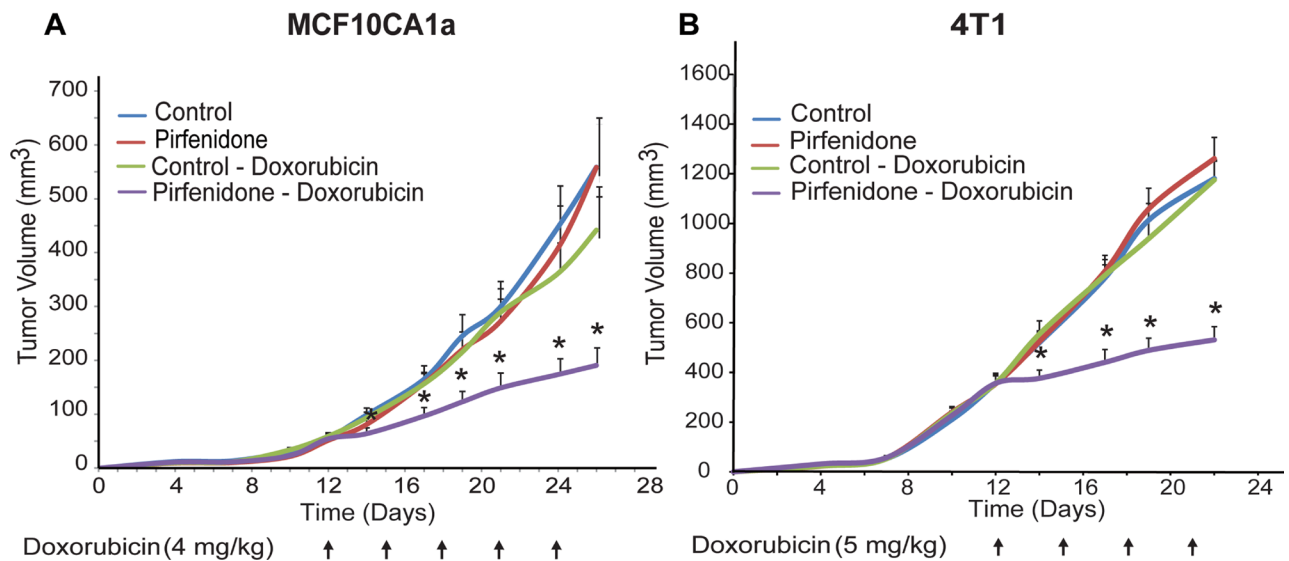 A MCF10CA1a
Tumor Volume (mm3)
700
600
500
400
300
200
100
0
Control
Pirfenidone
Control - Doxorubicin
Pirfenidone - Doxorubicin
* * * * * *
0 4 8 12 16 20 24 28
Time (Days)
Doxorubicin (4 mg/kg)
B 4T1
Tumor Volume (mm3)
1600
1400
1200
1000
800
600
400
200
0
Control
Pirfenidone
Control - Doxorubicin
Pirfenidone - Doxorubicin
* * * *
0 4 8 12 16 20 24
Time (Days)
Doxorubicin (5 mg/kg)